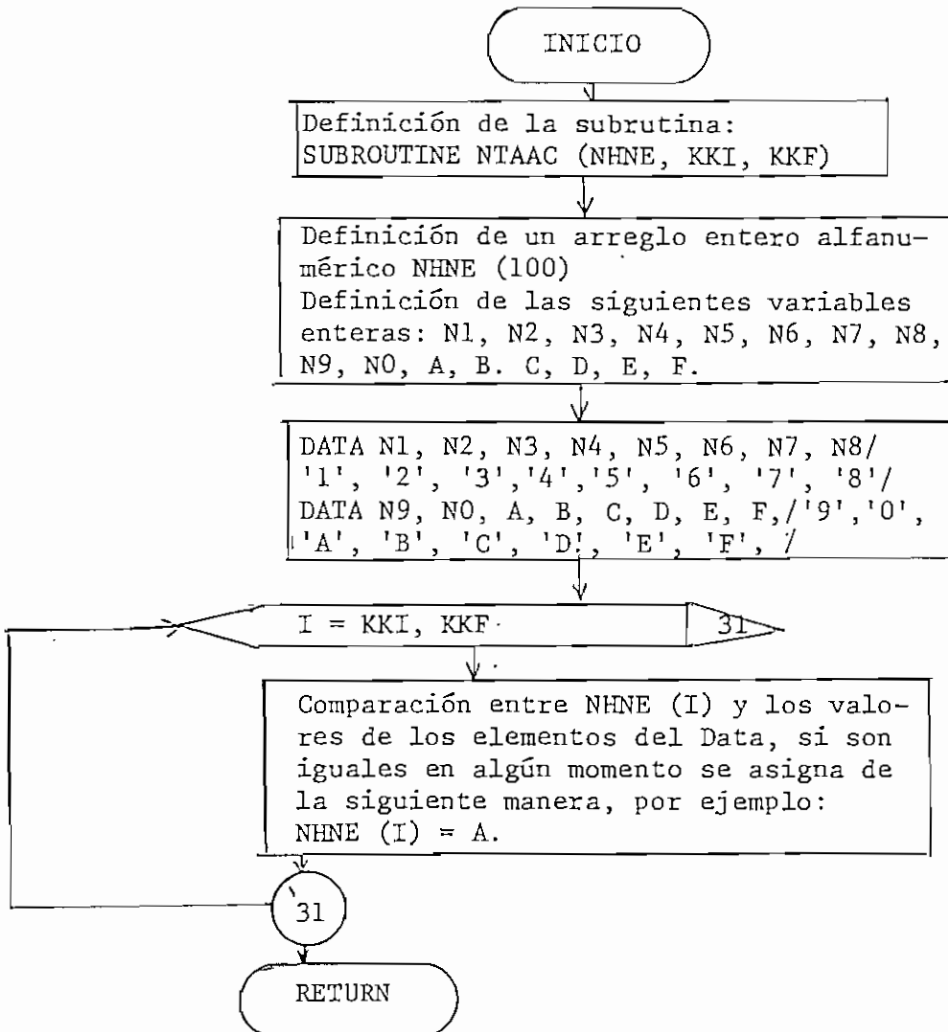 INICIO
Definición de la subrutina:
SUBROUTINE NTAAC (NHNE, KKI, KKF)
Definición de un arreglo entero alfanu-
mérico NHNE (100)
Definición de las siguientes variables
enteras: N1, N2, N3, N4, N5, N6, N7, N8,
N9, NO, A, B. C, D, E, F.
DATA N1, N2, N3, N4, N5, N6, N7, N8/
'1', '2', '3','4','5', '6', '7', '8'/
DATA N9, NO, A, B, C, D, E, F,/'9','0',
'A', 'B', 'C', 'D', 'E', 'F', /
I = KKI, KKF
31
Comparación entre NHNE (I) y los valo-
res de los elementos del Data, si son
iguales en algún momento se asigna de
la siguiente manera, por ejemplo:
NHNE (I) = A.
31
RETURN